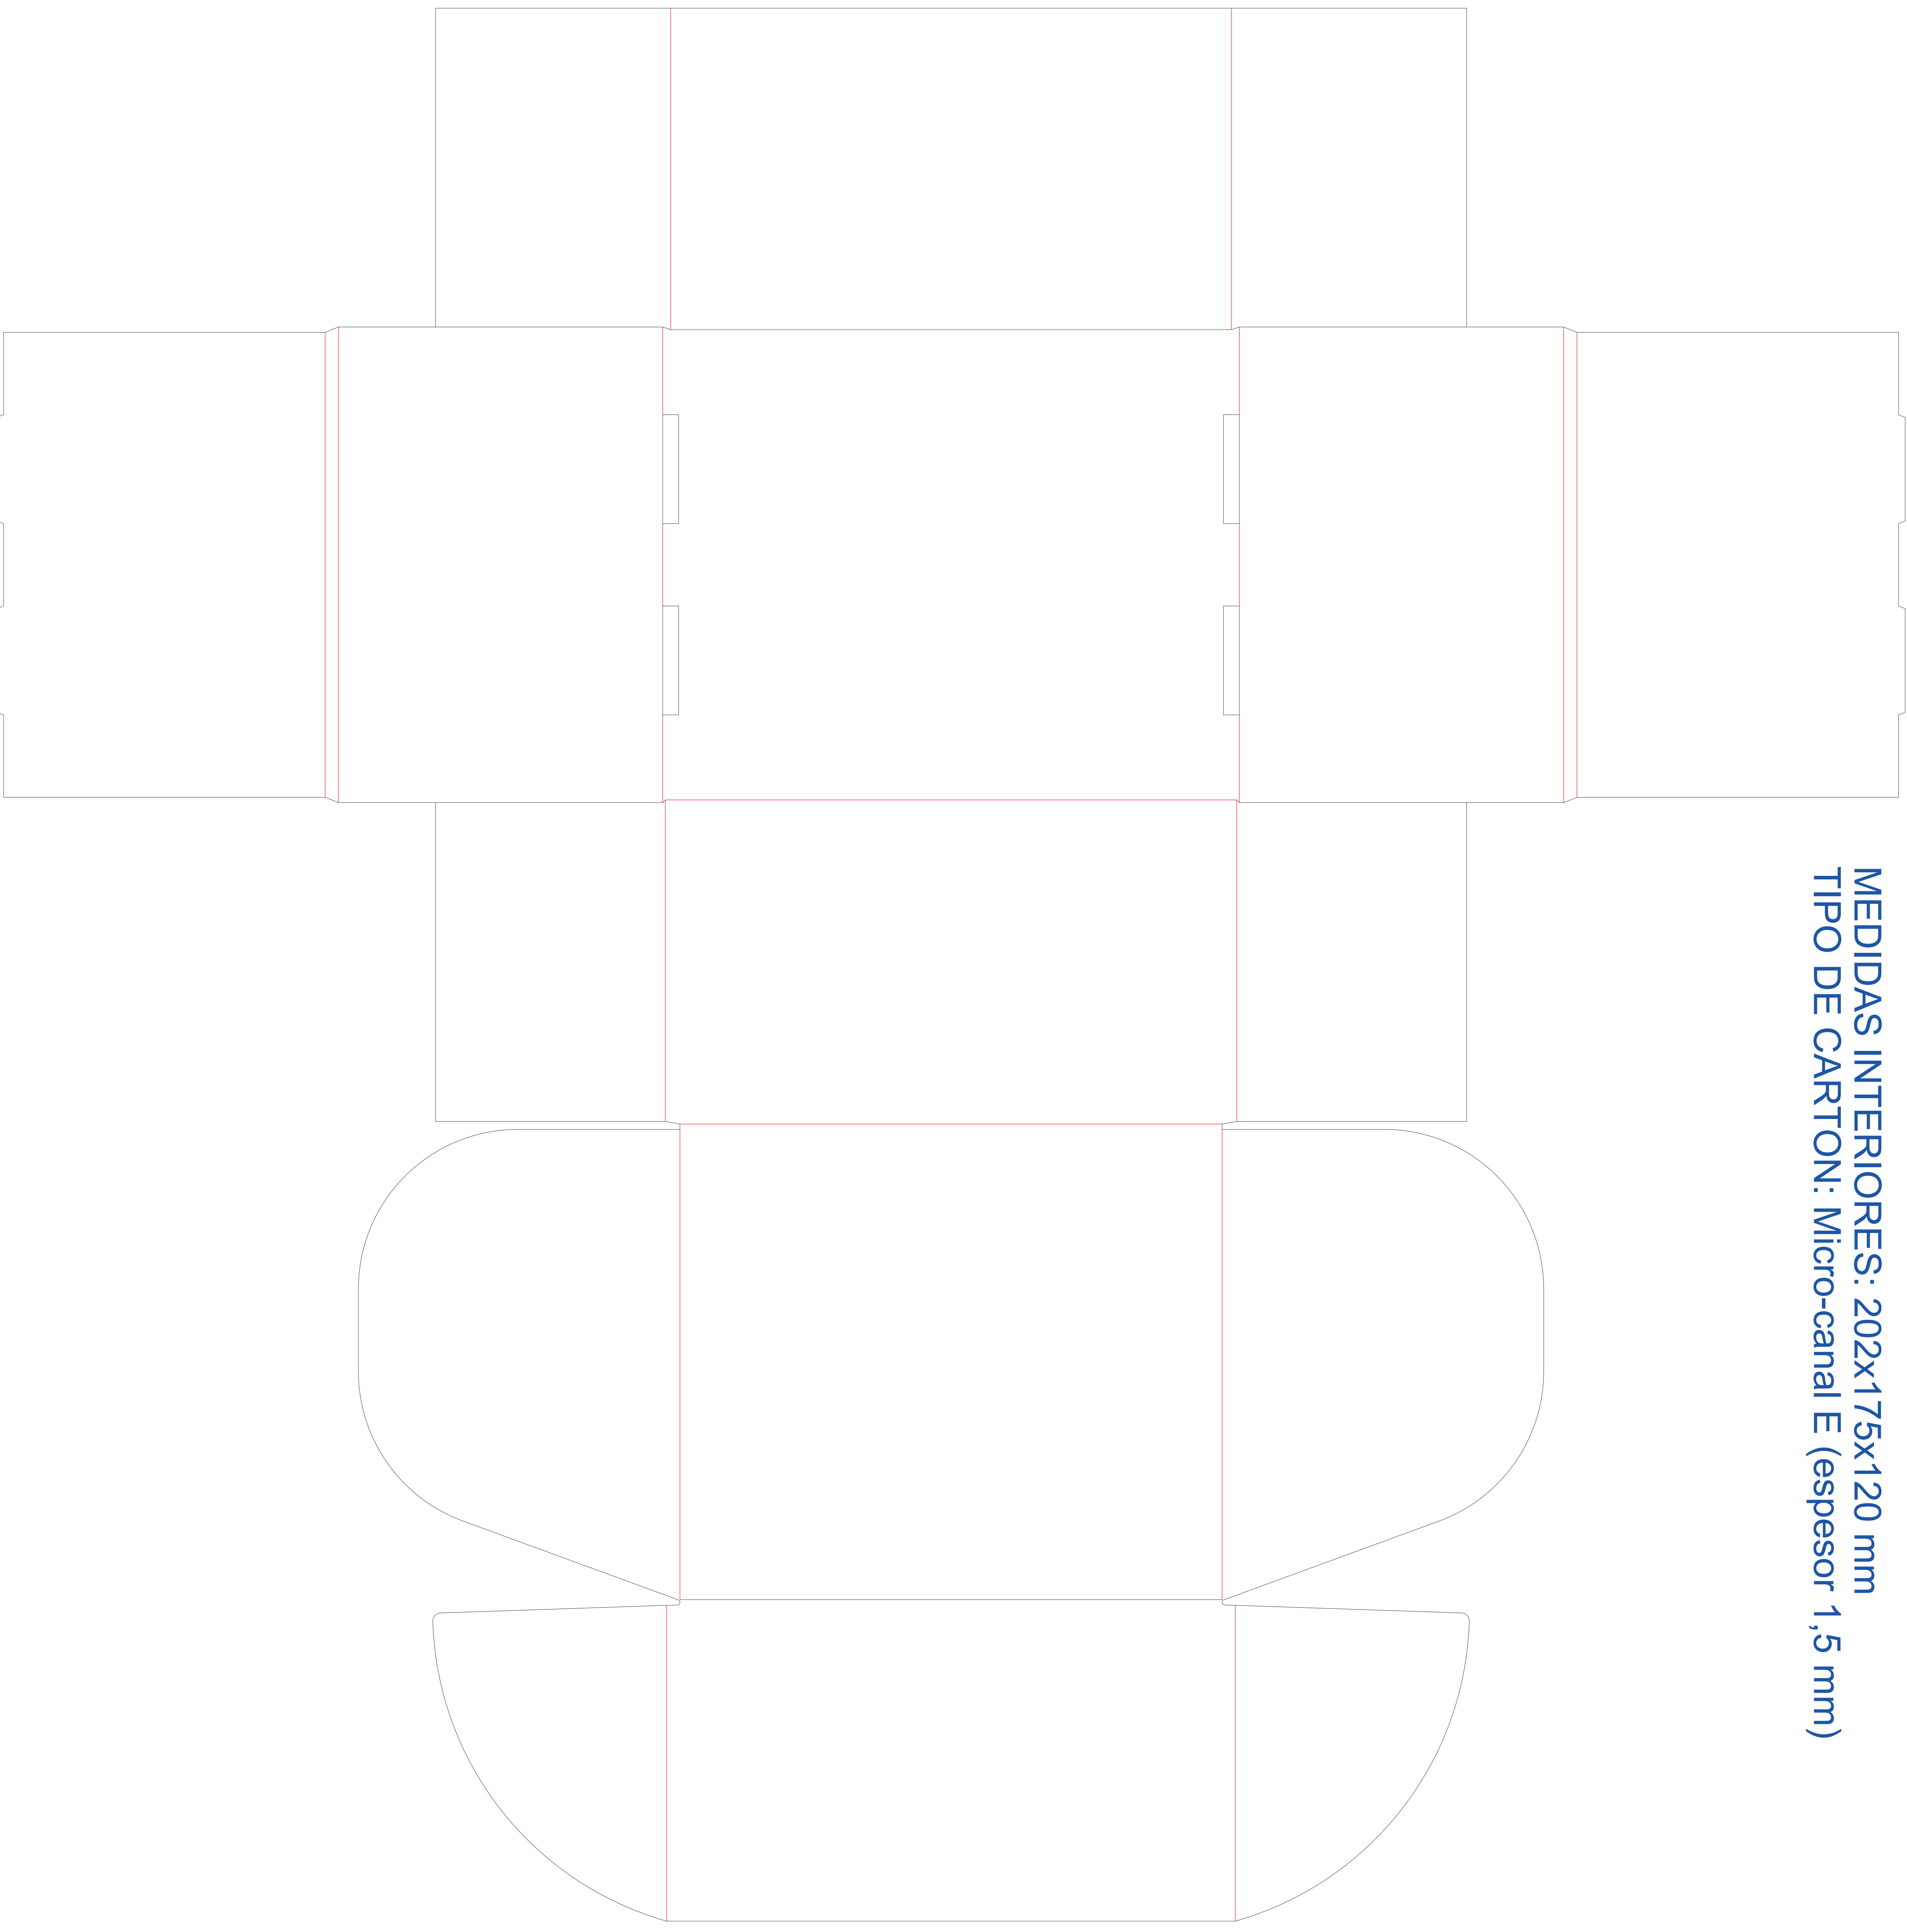 MEDIDAS INTERIORES: 202x175x120 mm
TIPO DE CARTON: Micro-canal E (espesor 1,5 mm)